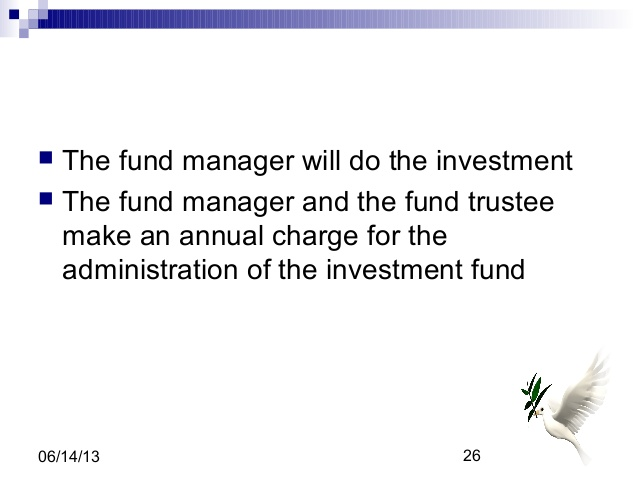 The fund manager will do the investment
The fund manager and the fund trustee
make an annual charge for the
administration of the investment fund
06/14/13
26